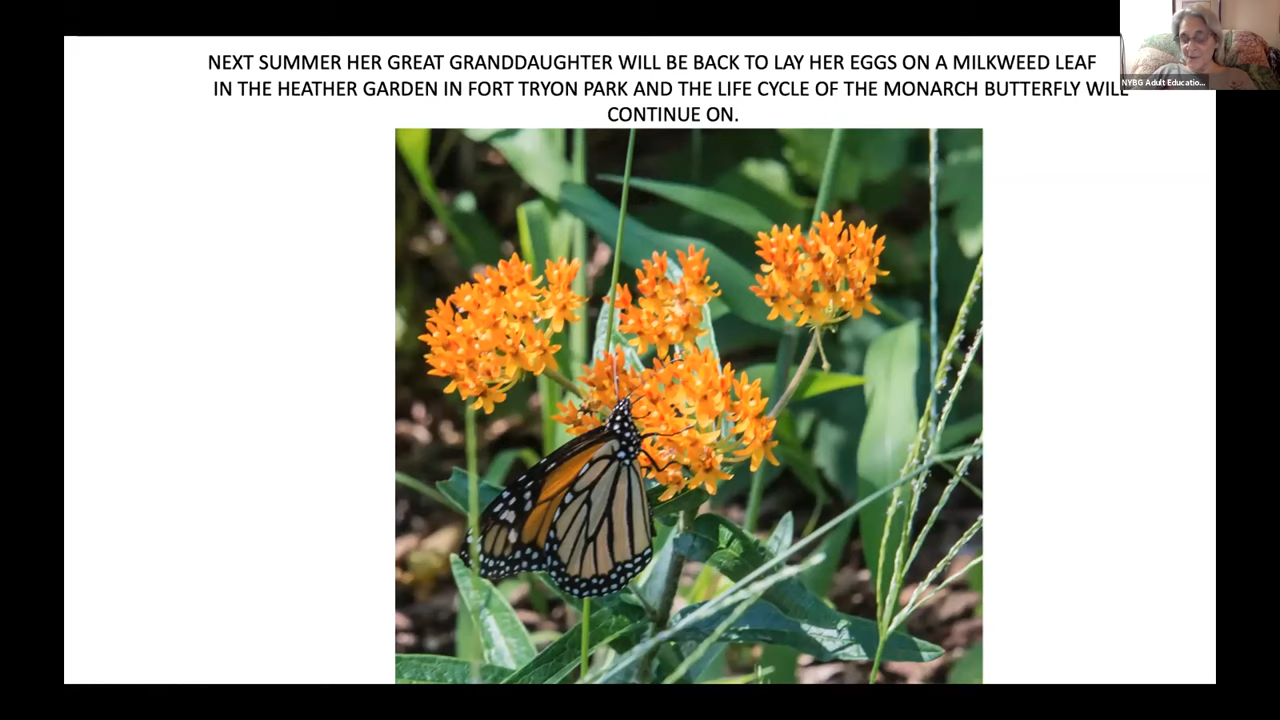 NEXT SUMMER HER GREAT GRANDDAUGHTER WILL BE BACK TO LAY HER EGGS ON A MILKWEED LEAF
IN THE HEATHER GARDEN IN FORT TRYON PARK AND THE LIFE CYCLE OF THE MONARCH BUTTERFLY WILL
CONTINUE ON.
NYBG Adult Educatio...